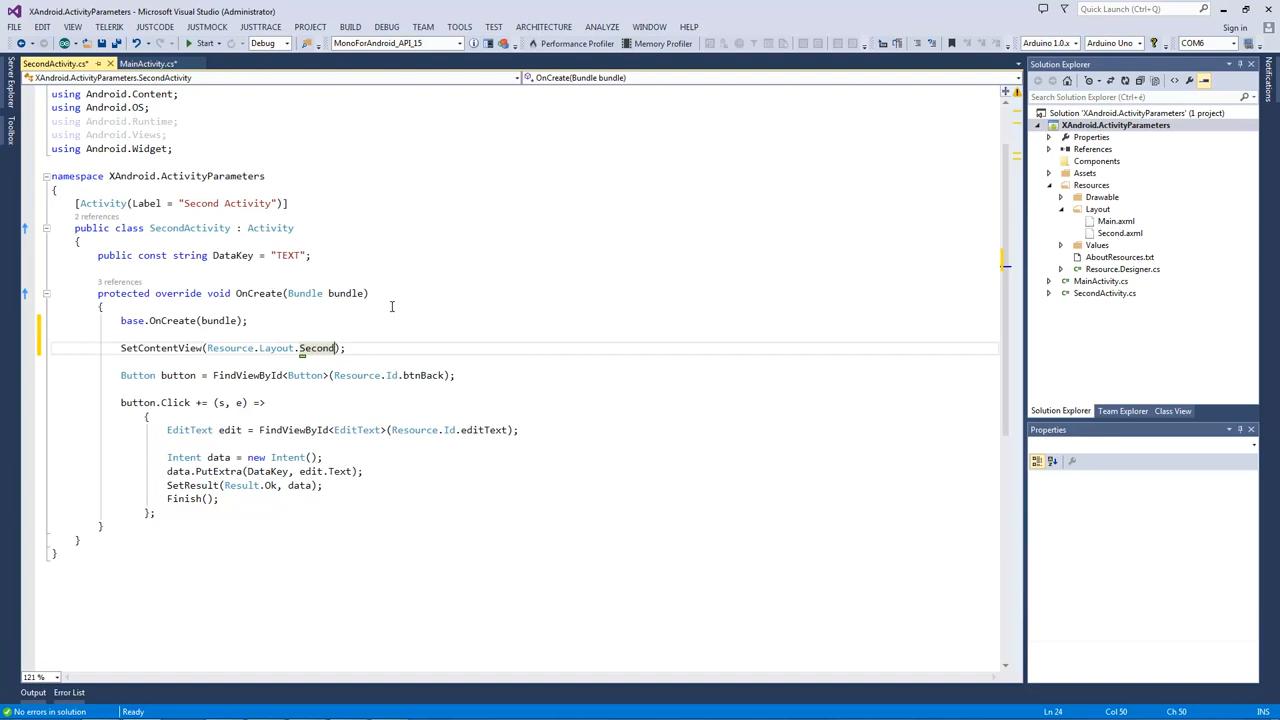 XAndroid.ActivityParameters - Microsoft Visual Studio (Administrator)
Quick Launch (Ctrl+Q)
FILE EDIT VIEW TELERIK JUSTCODE JUSTMOCK JUSTTRACE PROJECT BUILD DEBUG TEAM TOOLS TEST ARCHITECTURE ANALYZE WINDOW HELP
Sign in
Start Debug MonoForAndroid_API_15 Performance Profiler Memory Profiler Arduino 1.0.x Arduino Uno COM6
Server Explorer
Toolbox
SecondActivity.cs* MainActivity.cs*
XAndroid.ActivityParameters.SecondActivity OnCreate(Bundle bundle)
using Android.Content;
using Android.OS;
using Android.Runtime;
using Android.Views;
using Android.Widget;
namespace XAndroid.ActivityParameters
{
[Activity(Label = "Second Activity")]
2 references
public class SecondActivity : Activity
{
public const string DataKey = "TEXT";
3 references
protected override void OnCreate(Bundle bundle)
{
base.OnCreate(bundle);
SetContentView(Resource.Layout.Second);
Button button = FindViewById<Button>(Resource.Id.btnBack);
button.Click += (s, e) =>
{
EditText edit = FindViewById<EditText>(Resource.Id.editText);
Intent data = new Intent();
data.PutExtra(DataKey, edit.Text);
SetResult(Result.Ok, data);
Finish();
};
}
}
}
121 %
Solution Explorer
Search Solution Explorer (Ctrl+é)
Solution 'XAndroid.ActivityParameters' (1 project)
XAndroid.ActivityParameters
Properties
References
Components
Assets
Resources
Drawable
Layout
Main.axml
Second.axml
Values
AboutResources.txt
Resource.Designer.cs
MainActivity.cs
SecondActivity.cs
Solution Explorer Team Explorer Class View
Properties
Notifications
Output Error List
No errors in solution Ready Ln 24 Col 50 Ch 50 INS